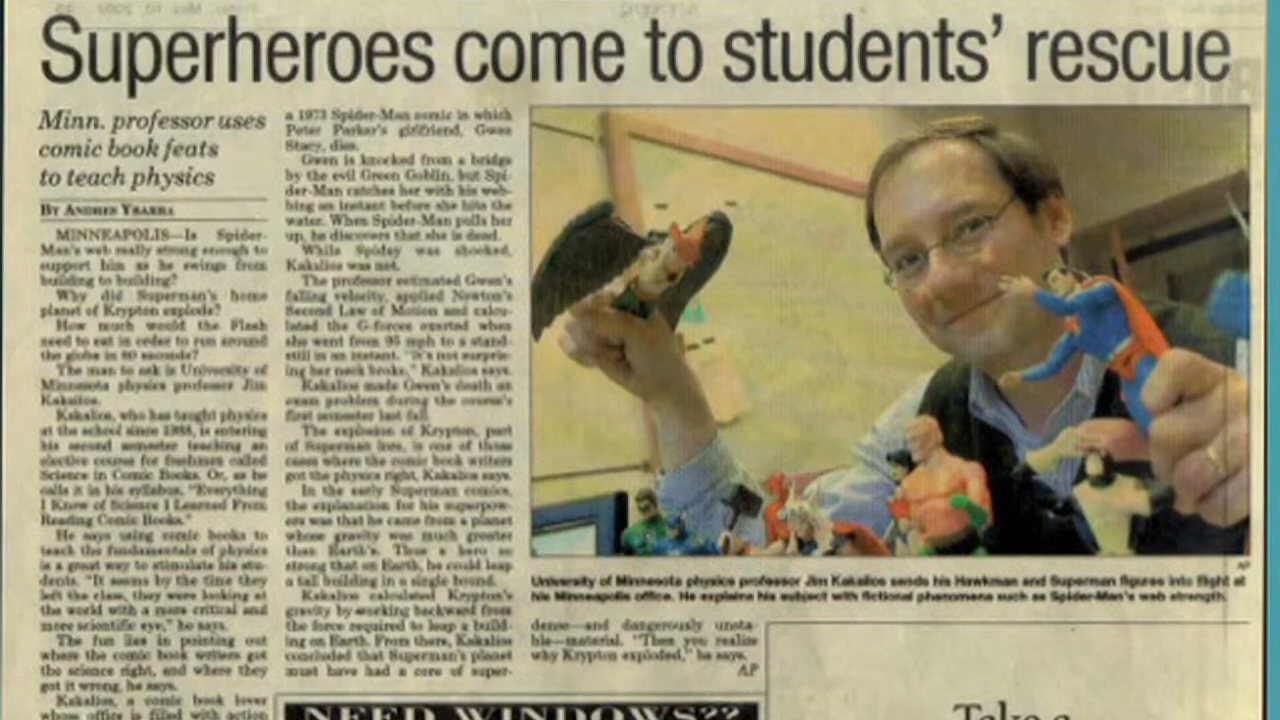 Superheroes come to students' rescue
Minn. professor uses
comic book feats
to teach physics
BY ANDRES YBARRA
MINNEAPOLIS—Is Spider-
Man's web really strong enough to
support him as he swings from
building to building?
Why did Superman's home
planet of Krypton explode?
How much would the Flash
need to eat in order to run around
the globe in 80 seconds?
The man to ask is University of
Minnesota physics professor Jim
Kakalios.
Kakalios, who has taught physics
at the school since 1988, is entering
his second semester teaching an
elective course for freshmen called
Science in Comic Books. Or, as he
calls it in his syllabus, "Everything
I Know of Science I Learned From
Reading Comic Books."
He says using comic books to
teach the fundamentals of physics
is a great way to stimulate his stu-
dents. "It seems by the time they
left the class, they were looking at
the world with a more critical and
more scientific eye," he says.
The fun lies in pointing out
where the comic book writers got
the science right, and where they
got it wrong, he says.
Kakalios, a comic book lover
whose office is filled with action
a 1973 Spider-Man comic in which
Peter Parker's girlfriend, Gwen
Stacy, dies.
Gwen is knocked from a bridge
by the evil Green Goblin, but Spi-
der-Man catches her with his web-
bing an instant before she hits the
water. When Spider-Man pulls her
up, he discovers that she is dead.
While Spidey was shocked,
Kakalios was not.
The professor estimated Gwen's
falling velocity, applied Newton's
Second Law of Motion and calcu-
lated the G-forces exerted when
she went from 95 mph to a stand-
still in an instant. "It's not surpris-
ing her neck broke," Kakalios says.
Kakalios made Gwen's death an
exam problem during the course's
first semester last fall.
The explosion of Krypton, part
of Superman lore, is one of those
cases where the comic book writers
got the physics right, Kakalios says.
In the early Superman comics,
the explanation for his superpow-
ers was that he came from a planet
whose gravity was much greater
than Earth's. Thus a hero so
strong that on Earth, he could leap
a tall building in a single bound.
Kakalios calculated Krypton's
gravity by working backward from
the force required to leap a build-
ing on Earth. From there, Kakalios
concluded that Superman's planet
must have had a core of super-
AP
University of Minnesota physics professor Jim Kakalios sends his Hawkman and Superman figures into flight at
his Minneapolis office. He explains his subject with fictional phenomena such as Spider-Man's web strength.
dense—and dangerously unsta-
ble—material. "Then you realize
why Krypton exploded," he says.
AP
NEED WINDOWS??
Take a